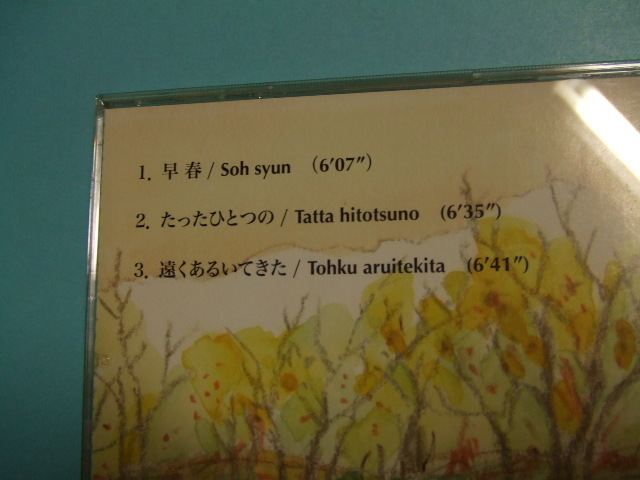 1. 早春 / Soh syun (6′07″)
2. たったひとつの / Tatta hitotsuno (6′35″)
3. 遠くあるいてきた / Tohku aruitekita (6′41″)